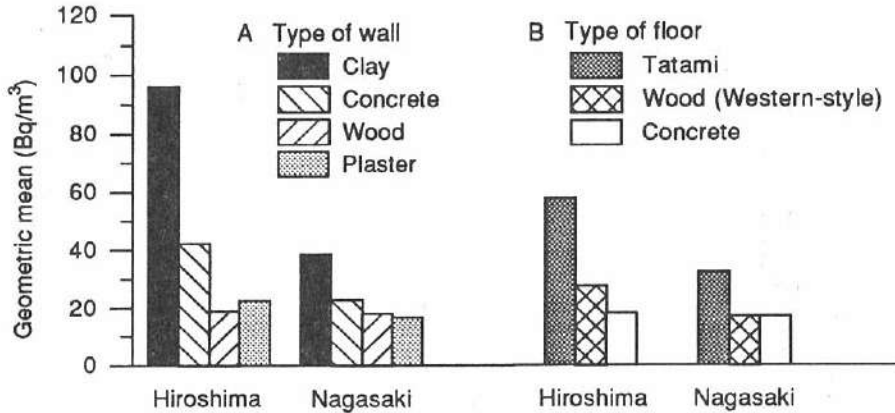 120
100
80
60
40
20
0
Geometric mean (Bq/m³)
A Type of wall
Clay
Concrete
Wood
Plaster
B Type of floor
Tatami
Wood (Western-style)
Concrete
Hiroshima
Nagasaki
Hiroshima
Nagasaki